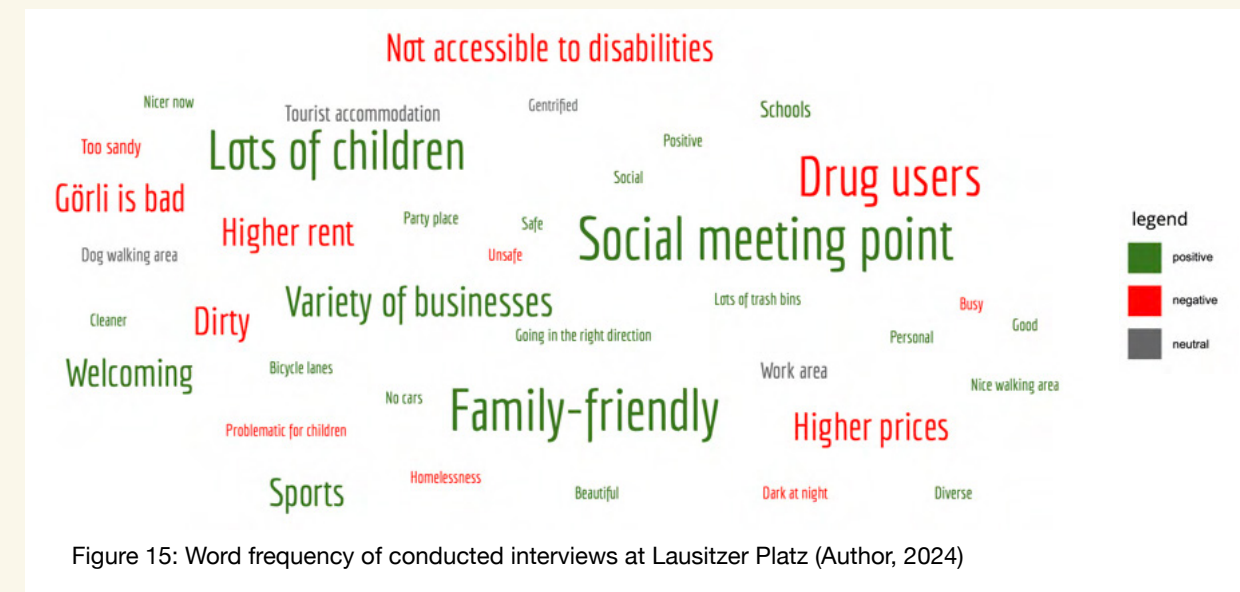 Not accessible to disabilities
Nicer now
Tourist accommodation
Gentrified
Schools
Too sandy
Lots of children
Positive
Social
Drug users
Görli is bad
Higher rent
Party place
Safe
Social meeting point
Dog walking area
Unsafe
Variety of businesses
Lots of trash bins
Busy
Cleaner
Dirty
Going in the right direction
Personal
Good
Welcoming
Bicycle lanes
Work area
Nice walking area
No cars
Family-friendly
Problematic for children
Higher prices
Sports
Homelessness
Beautiful
Dark at night
Diverse
legend
positive
negative
neutral
Figure 15: Word frequency of conducted interviews at Lausitzer Platz (Author, 2024)